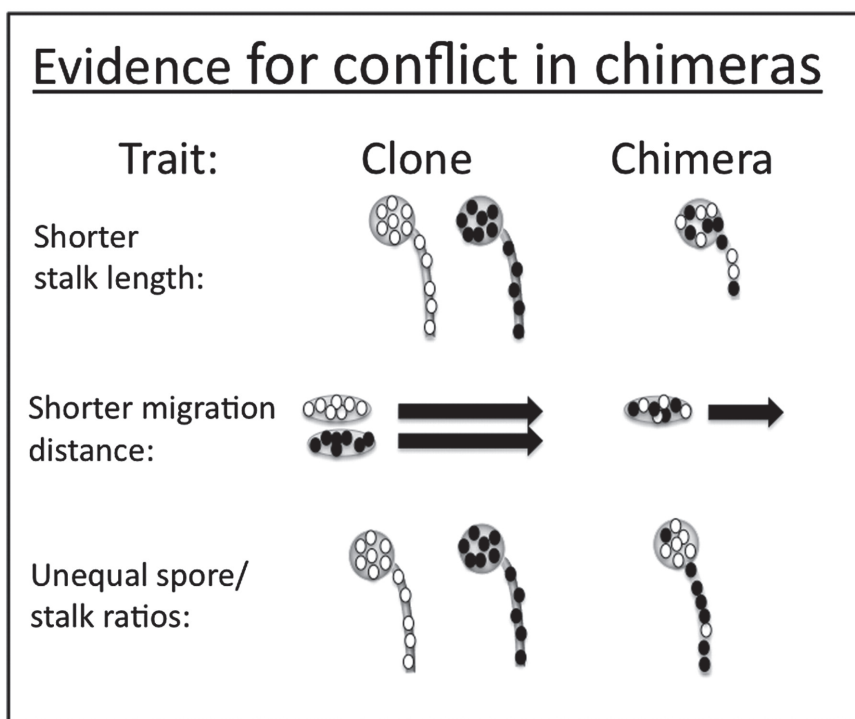 Evidence for conflict in chimeras
Trait: Clone Chimera
Shorter
stalk length:
Shorter migration
distance:
Unequal spore/
stalk ratios: